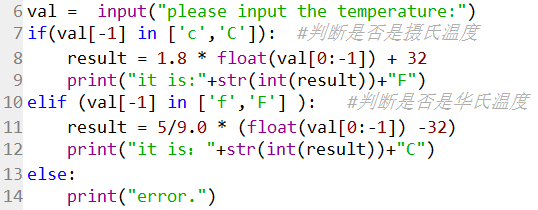 6 val =  input("please input the temperature:")
7 if(val[-1] in ['c','C']):  #判断是否是摄氏温度
8     result = 1.8 * float(val[0:-1]) + 32
9     print("it is:"+str(int(result))+"F")
10 elif (val[-1] in ['f','F'] ):   #判断是否是华氏温度
11     result = 5/9.0 * (float(val[0:-1]) -32)
12     print("it is："+str(int(result))+"C")
13 else:
14     print("error.")